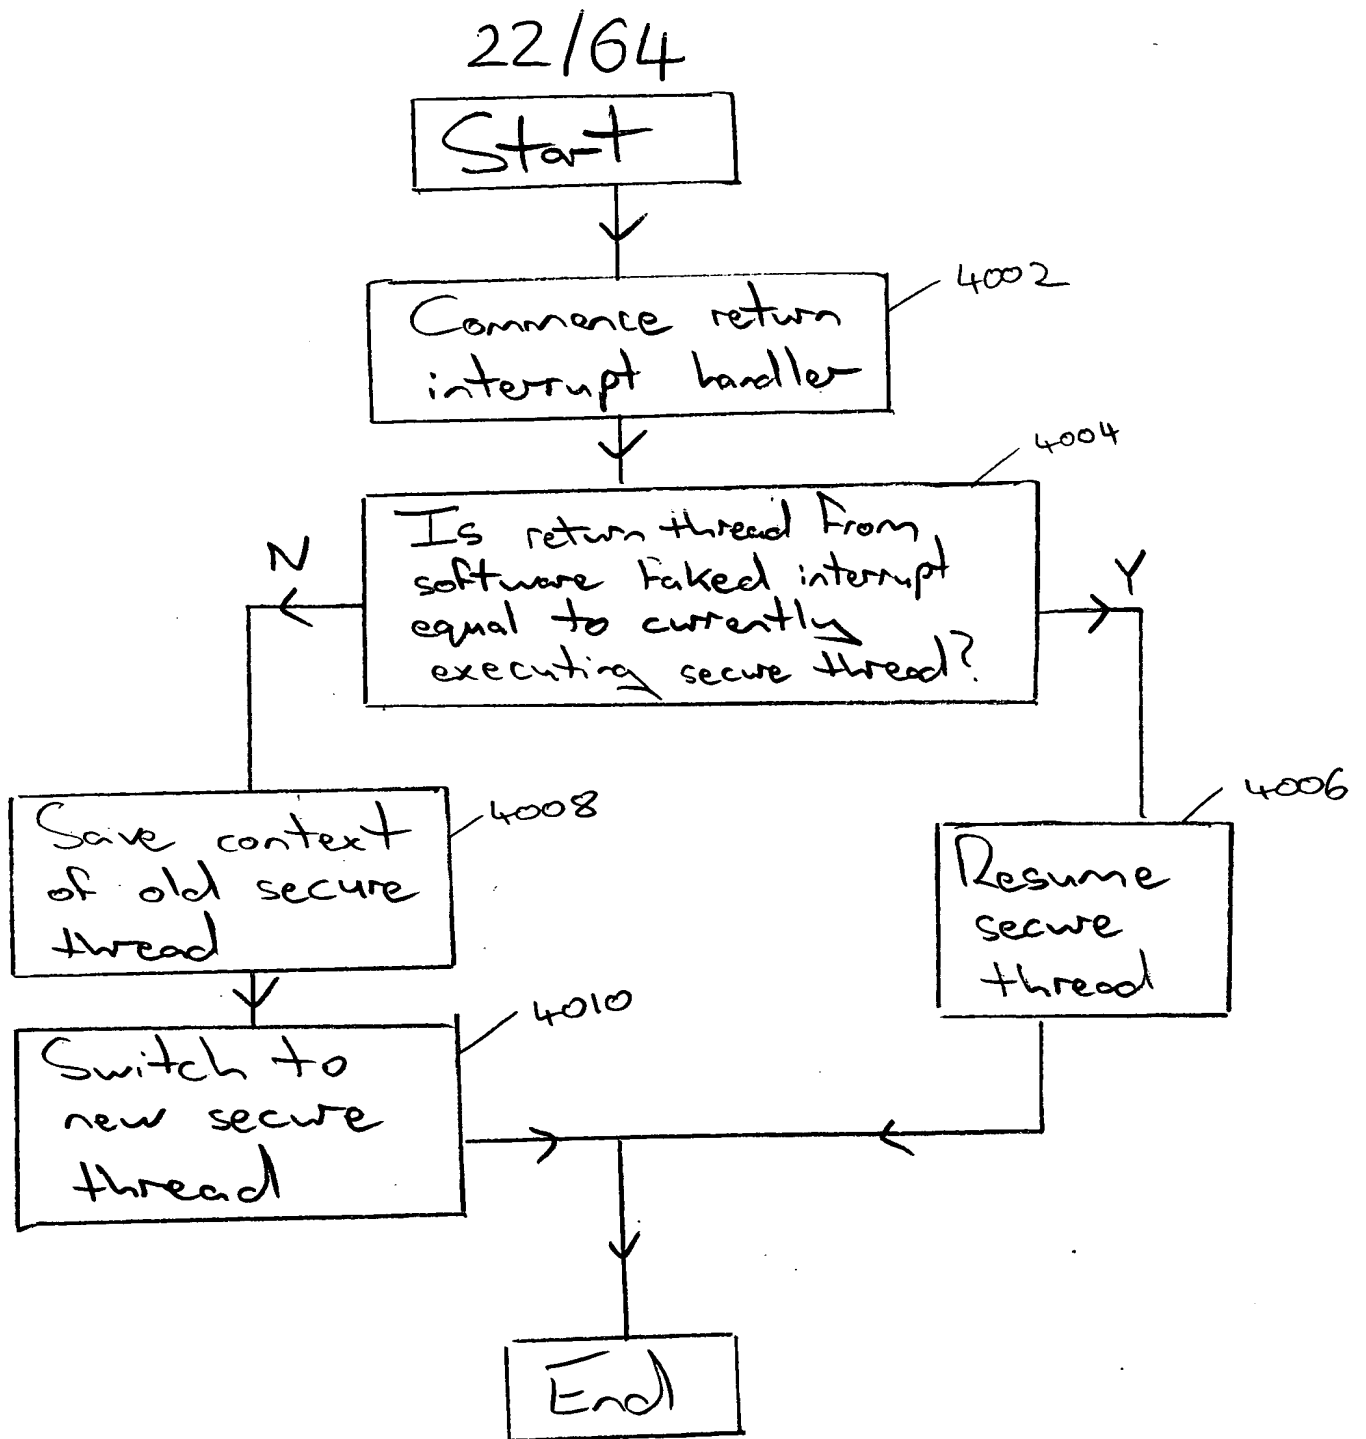 22/64
Start
Commence return
interrupt handler
4002
4004
Is return thread from
software faked interrupt
equal to currently
executing secure thread?
N
Y
4008
Save context
of old secure
thread
4006
Resume
secure
thread
4010
Switch to
new secure
thread
End